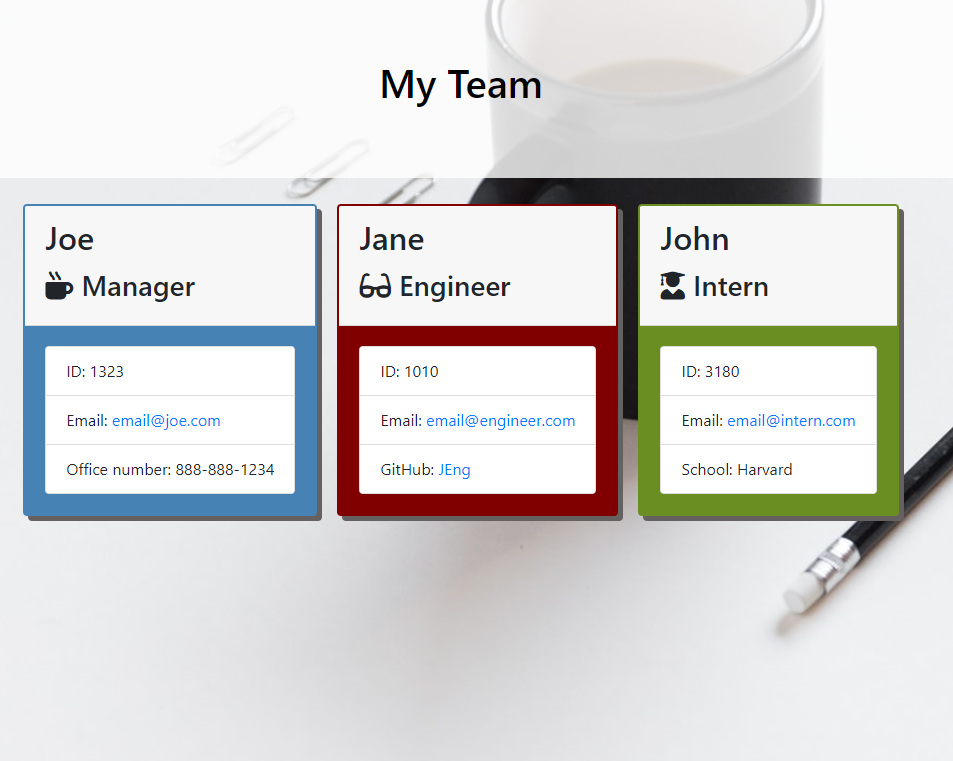 My Team
Joe
Manager
ID: 1323
Email: email@joe.com
Office number: 888-888-1234
Jane
Engineer
ID: 1010
Email: email@engineer.com
GitHub: JEng
John
Intern
ID: 3180
Email: email@intern.com
School: Harvard